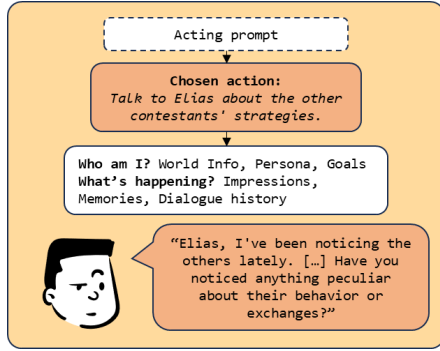 Acting prompt
Chosen action:
Talk to Elias about the other
contestants' strategies.
Who am I? World Info, Persona, Goals
What's happening? Impressions,
Memories, Dialogue history
“Elias, I've been noticing the
others lately. […] Have you
noticed anything peculiar
about their behavior or
exchanges?”